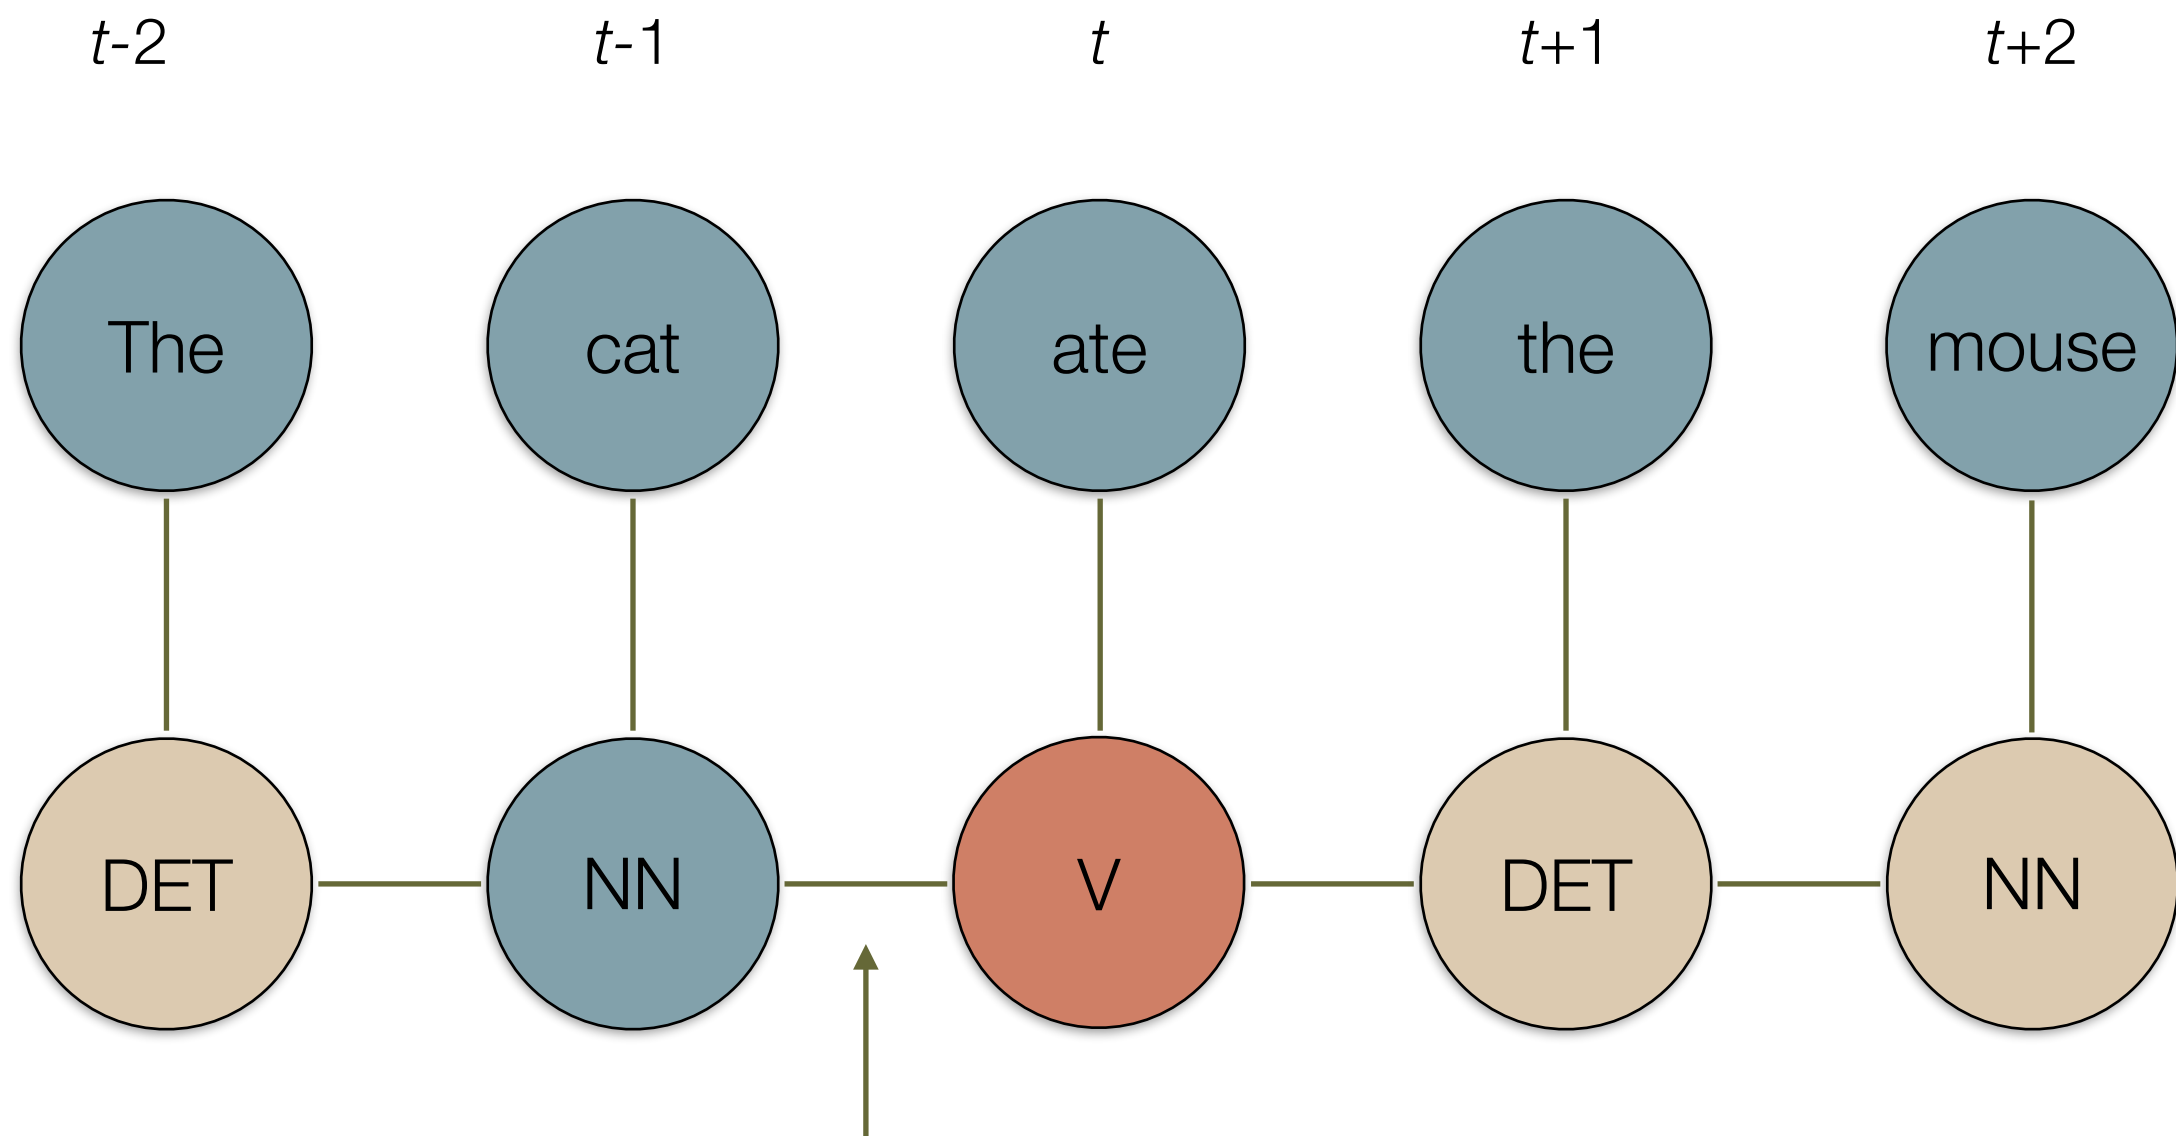 t-2 t-1 t t+1 t+2
The cat ate the mouse
DET NN V DET NN